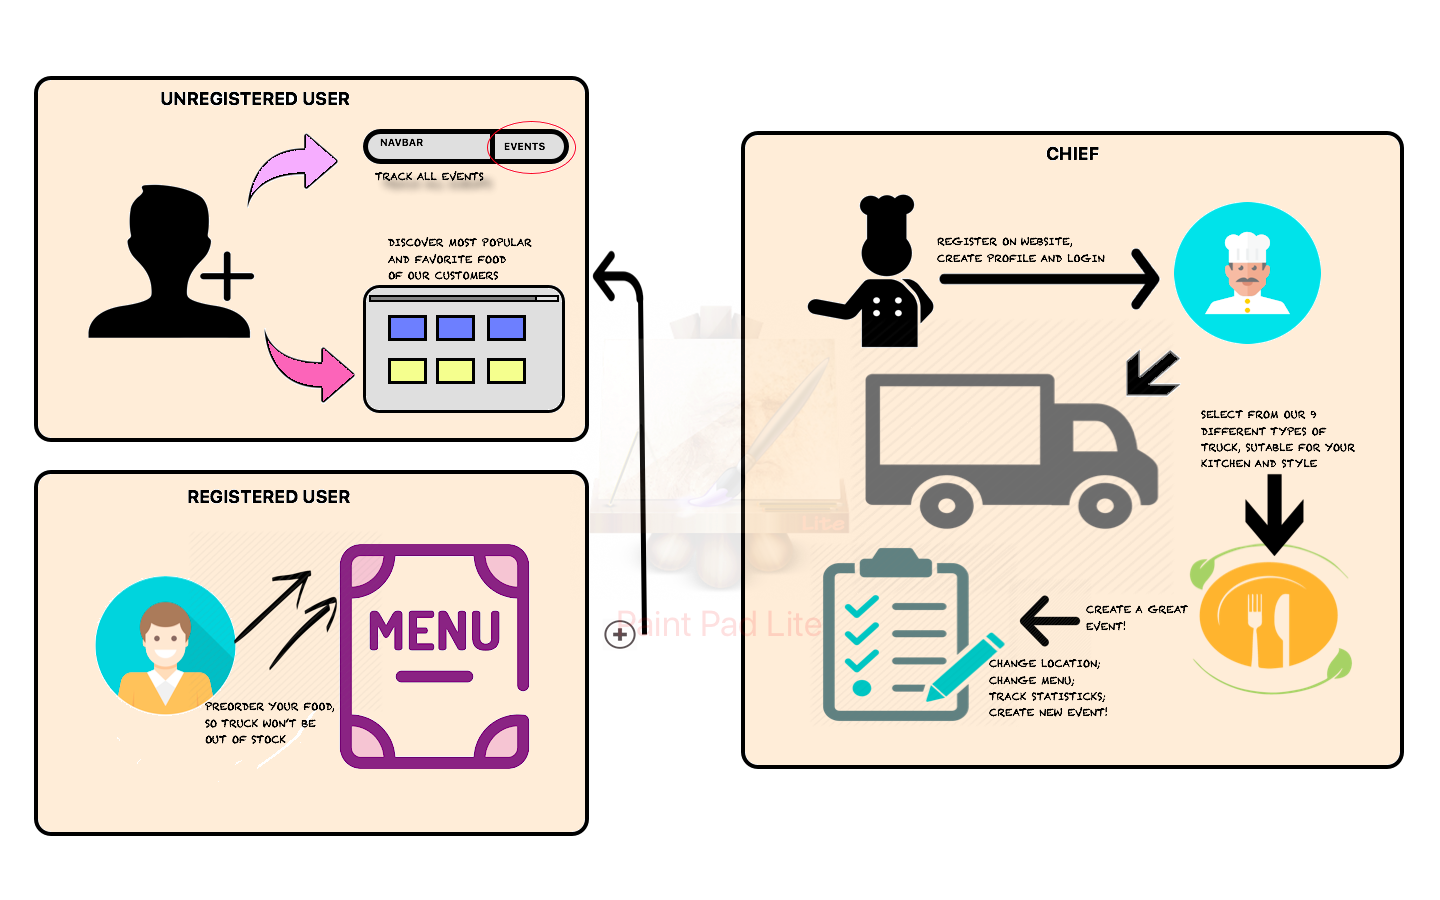 UNREGISTERED USER
NAVBAR
EVENTS
TRACK ALL EVENTS
DISCOVER MOST POPULAR
AND FAVORITE FOOD
OF OUR CUSTOMERS
REGISTERED USER
MENU
PREORDER YOUR FOOD,
SO TRUCK WON'T BE
OUT OF STOCK
Lite
Paint Pad Lite
CHIEF
REGISTER ON WEBSITE,
CREATE PROFILE AND LOGIN
SELECT FROM OUR 9
DIFFERENT TYPES OF
TRUCK, SUTABLE FOR YOUR
KITCHEN AND STYLE
CREATE A GREAT
EVENT!
CHANGE LOCATION;
CHANGE MENU;
TRACK STATISTICKS;
CREATE NEW EVENT!